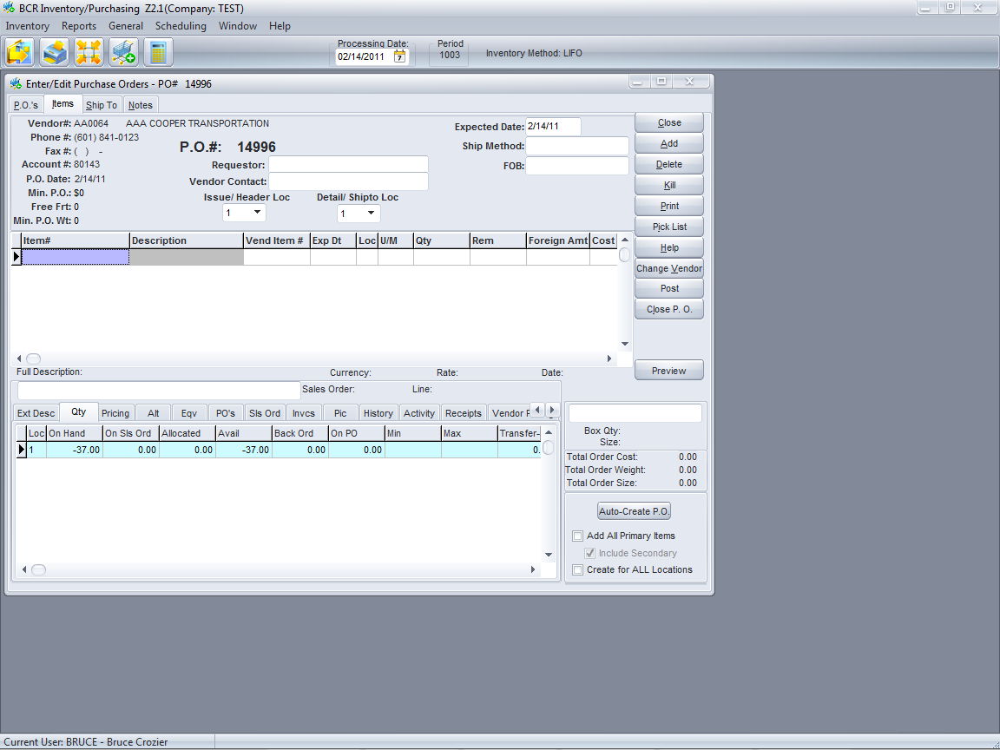 BCR Inventory/Purchasing Z2.1(Company: TEST)
Inventory Reports General Scheduling Window Help
Processing Date: 02/14/2011 7
Period 1003
Inventory Method: LIFO
Enter/Edit Purchase Orders - PO# 14996
P.O.'s Items Ship To Notes
Vendor#: AA0064 AAA COOPER TRANSPORTATION
Phone #: (601) 841-0123
Fax #: ( ) -
Account #: 80143
P.O. Date: 2/14/11
Min. P.O.: $0
Free Frt: 0
Min. P.O. Wt: 0
P.O.#: 14996
Requestor:
Vendor Contact:
Issue/ Header Loc Detail/ Shipto Loc
1 1
Expected Date: 2/14/11
Ship Method:
FOB:
Close
Add
Delete
Kill
Print
Pick List
Help
Change Vendor
Post
Close P. O.
Preview
Item# Description Vend Item # Exp Dt Loc U/M Qty Rem Foreign Amt Cost
Full Description: Currency: Rate: Date:
Sales Order: Line:
Ext Desc Qty Pricing Alt Eqv PO's Sls Ord Invcs Pic History Activity Receipts Vendor
Loc On Hand On Sls Ord Allocated Avail Back Ord On PO Min Max Transfer-
1 -37.00 0.00 0.00 -37.00 0.00 0.00 0.
Box Qty:
Size:
Total Order Cost: 0.00
Total Order Weight: 0.00
Total Order Size: 0.00
Auto-Create P.O.
Add All Primary Items
Include Secondary
Create for ALL Locations
Current User: BRUCE - Bruce Crozier